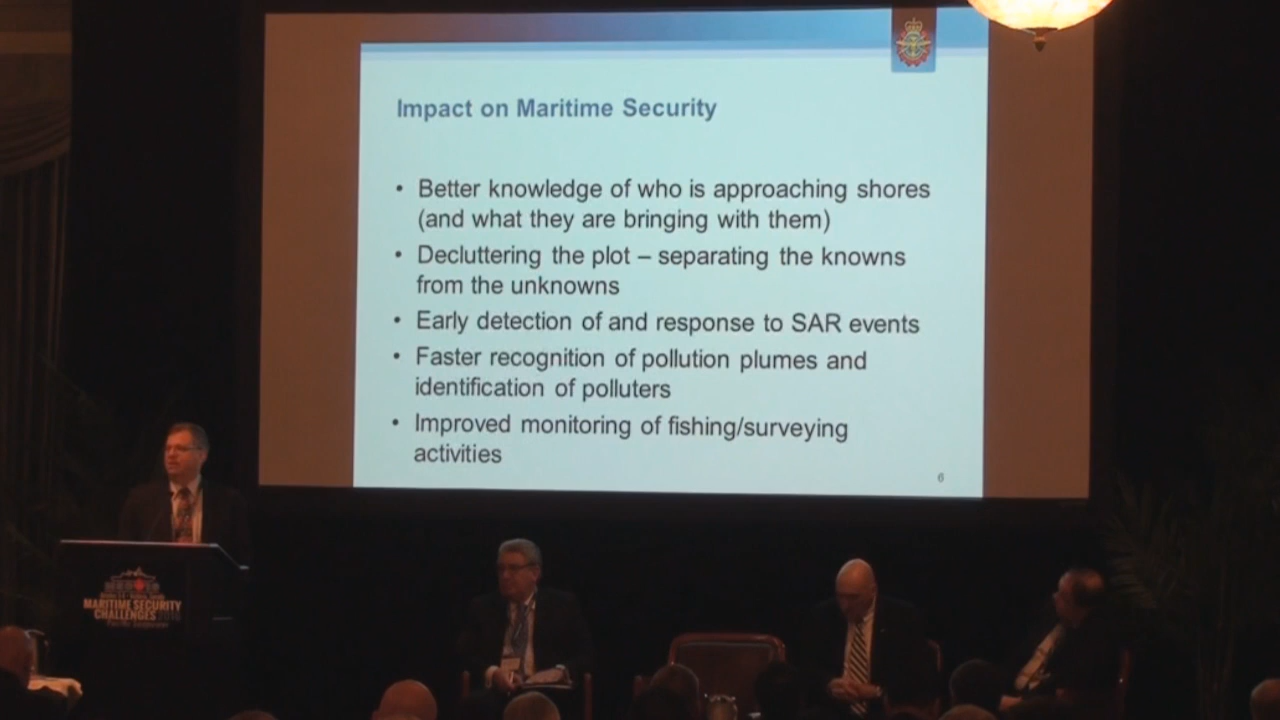 Impact on Maritime Security
• Better knowledge of who is approaching shores
(and what they are bringing with them)
• Decluttering the plot – separating the knowns
from the unknowns
• Early detection of and response to SAR events
• Faster recognition of pollution plumes and
identification of polluters
• Improved monitoring of fishing/surveying
activities
6
MARITIME SECURITY
CHALLENGES 2016